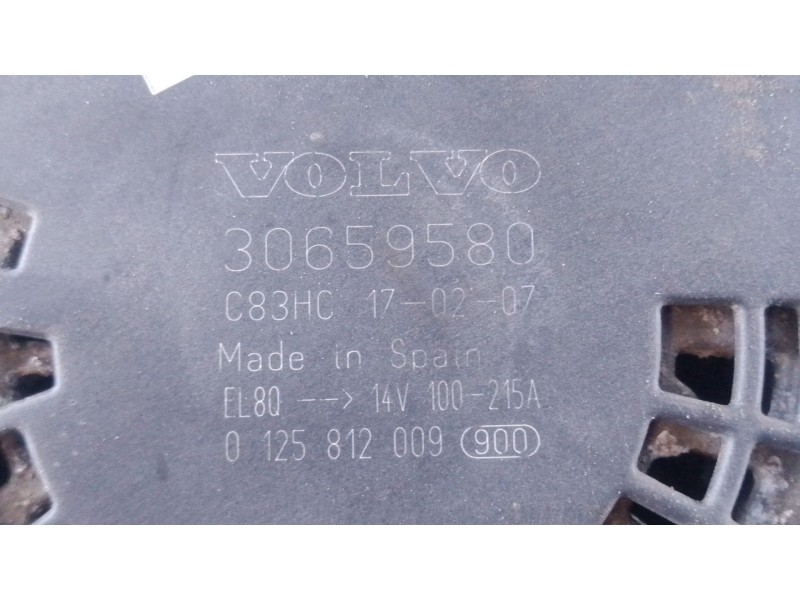 VOLVO
30659580
C83HC 17-02-07
Made in Spain
EL8Q --> 14V 100-215A
0 125 812 009 900